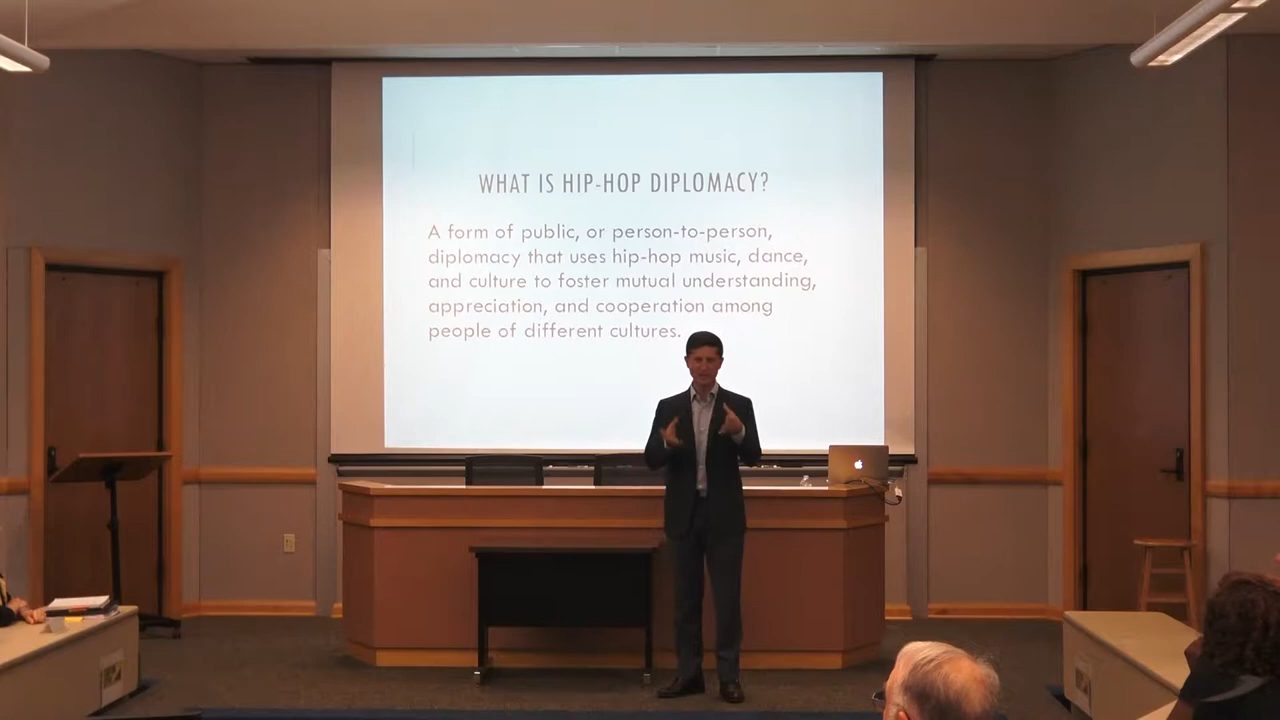 WHAT IS HIP-HOP DIPLOMACY?
A form of public, or person-to-person,
diplomacy that uses hip-hop music, dance,
and culture to foster mutual understanding,
appreciation, and cooperation among
people of different cultures.